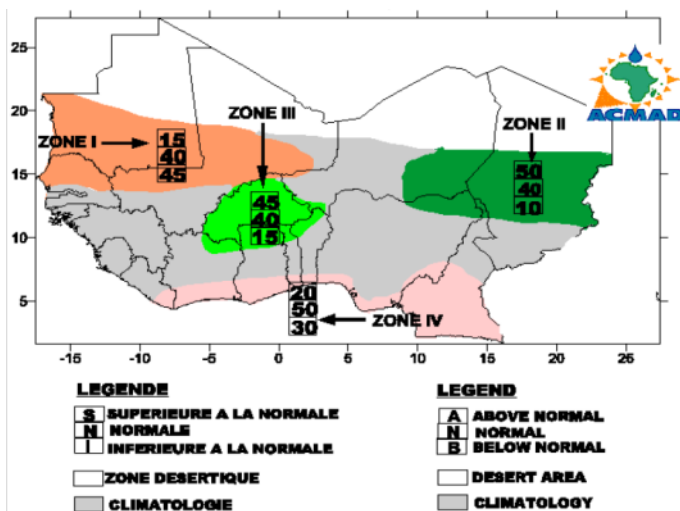 ACMAD
25
20
15
10
5
-15
-10
-5
0
5
10
15
20
25
ZONE I
15
40
45
ZONE III
45
40
15
ZONE II
50
40
10
20
50
30
ZONE IV
LEGENDE
S SUPERIEURE A LA NORMALE
N NORMALE
I INFERIEURE A LA NORMALE
ZONE DESERTIQUE
CLIMATOLOGIE
LEGEND
A ABOVE NORMAL
N NORMAL
B BELOW NORMAL
DESERT AREA
CLIMATOLOGY